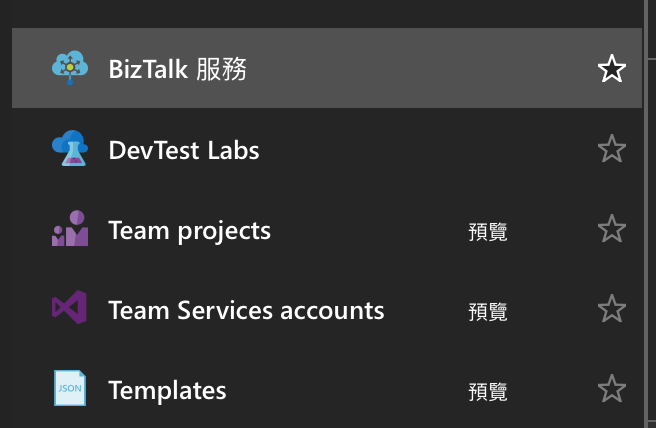 BizTalk 服務
DevTest Labs
Team projects 預覽
Team Services accounts 預覽
JSON Templates 預覽